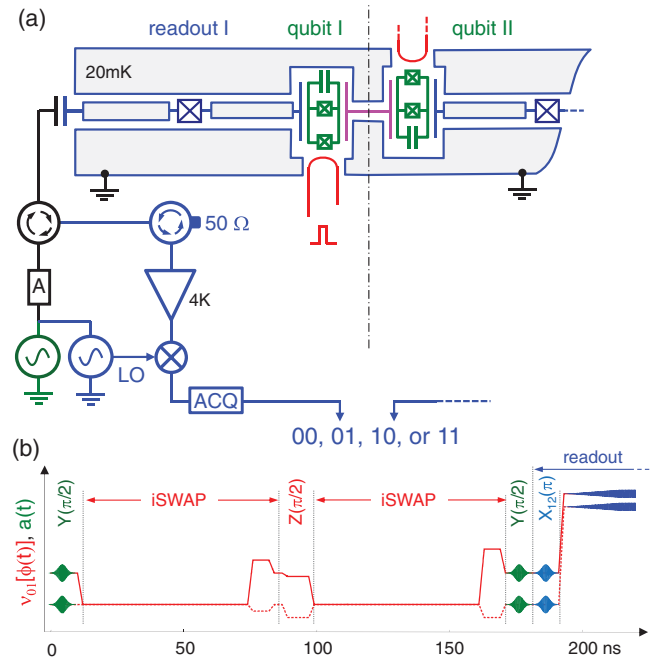 (a)
readout I
qubit I
qubit II
20mK
50 Ω
A
4K
LO
ACQ
00, 01, 10, or 11
(b)
readout
Y(π/2)
iSWAP
Z(π/2)
iSWAP
Y(π/2)
X₁₂(π)
ν₀₁[ϕ(t)], a(t)
0
50
100
150
200 ns